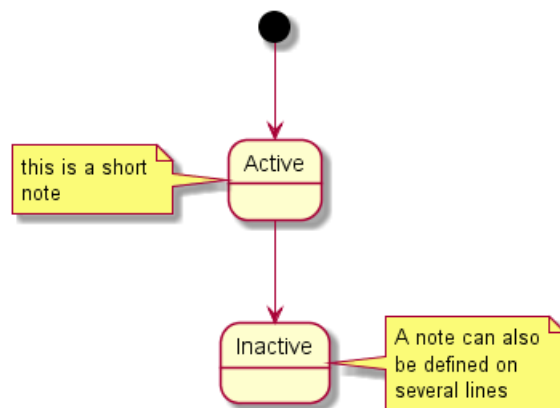 this is a short
note
Active
Inactive
A note can also
be defined on
several lines